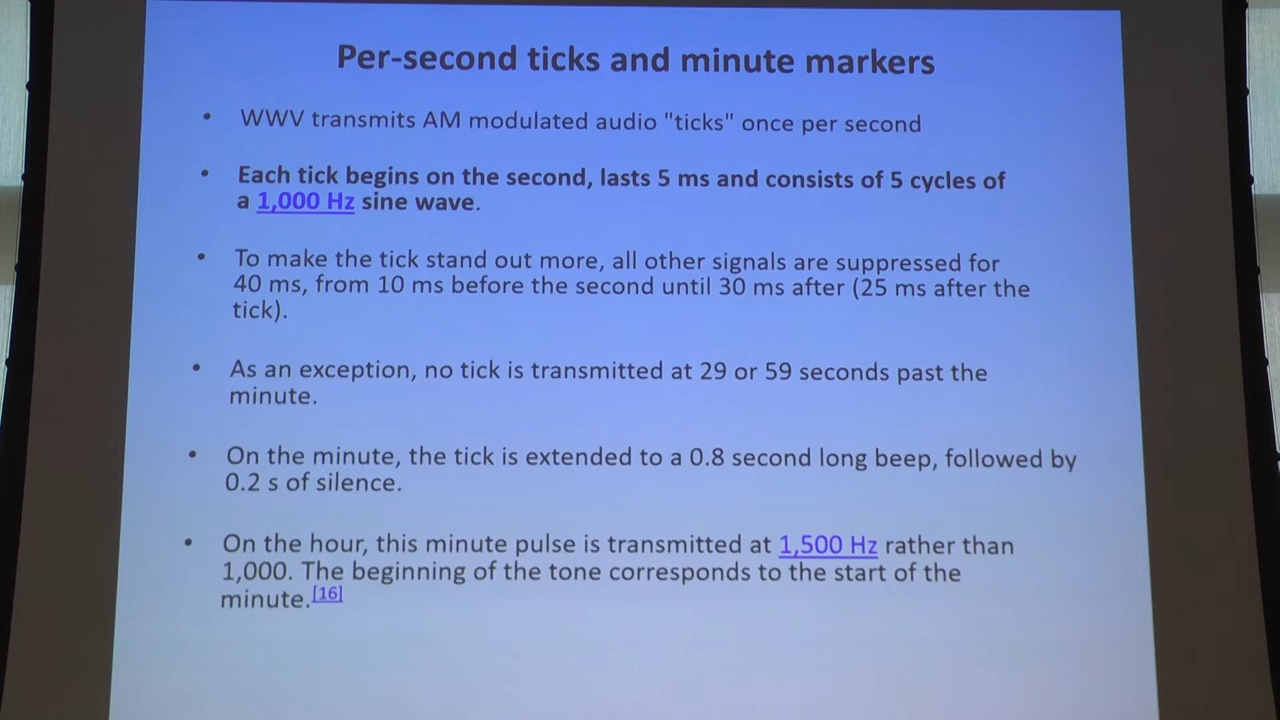 Per-second ticks and minute markers
• WWV transmits AM modulated audio "ticks" once per second
• Each tick begins on the second, lasts 5 ms and consists of 5 cycles of
a 1,000 Hz sine wave.
• To make the tick stand out more, all other signals are suppressed for
40 ms, from 10 ms before the second until 30 ms after (25 ms after the
tick).
• As an exception, no tick is transmitted at 29 or 59 seconds past the
minute.
• On the minute, the tick is extended to a 0.8 second long beep, followed by
0.2 s of silence.
• On the hour, this minute pulse is transmitted at 1,500 Hz rather than
1,000. The beginning of the tone corresponds to the start of the
minute.[16]